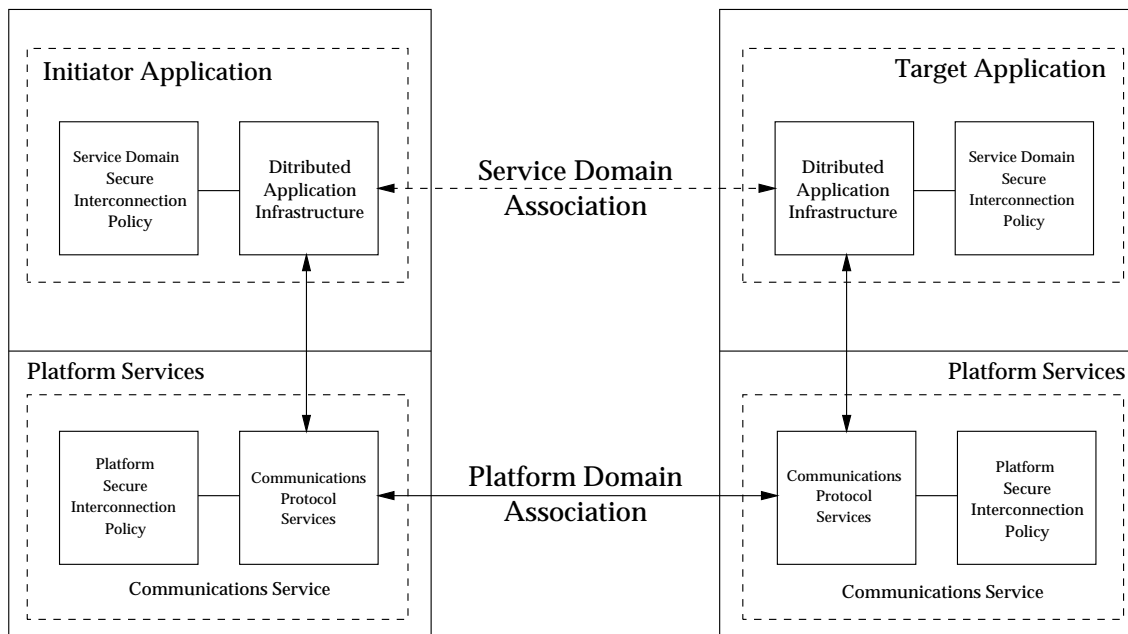 Initiator Application
Target Application
Service Domain
Secure
Interconnection
Policy
Ditributed
Application
Infrastructure
Service Domain
Association
Ditributed
Application
Infrastructure
Service Domain
Secure
Interconnection
Policy
Platform Services
Platform Services
Platform
Secure
Interconnection
Policy
Communications
Protocol
Services
Platform Domain
Association
Communications
Protocol
Services
Platform
Secure
Interconnection
Policy
Communications Service
Communications Service